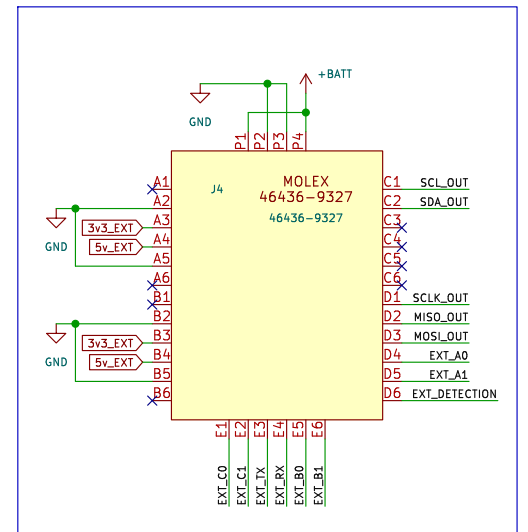 +BATT
GND
P1
P2
P3
P4
A1
J4
MOLEX
46436-9327
46436-9327
C1
SCL_OUT
A2
C2
SDA_OUT
3v3_EXT
A3
C3
GND
5v_EXT
A4
C4
A5
C5
A6
C6
B1
D1
SCLK_OUT
B2
D2
MISO_OUT
3v3_EXT
B3
D3
MOSI_OUT
GND
5v_EXT
B4
D4
EXT_A0
B5
D5
EXT_A1
B6
D6
EXT_DETECTION
E1
E2
E3
E4
E5
E6
EXT_C0
EXT_C1
EXT_TX
EXT_RX
EXT_B0
EXT_B1